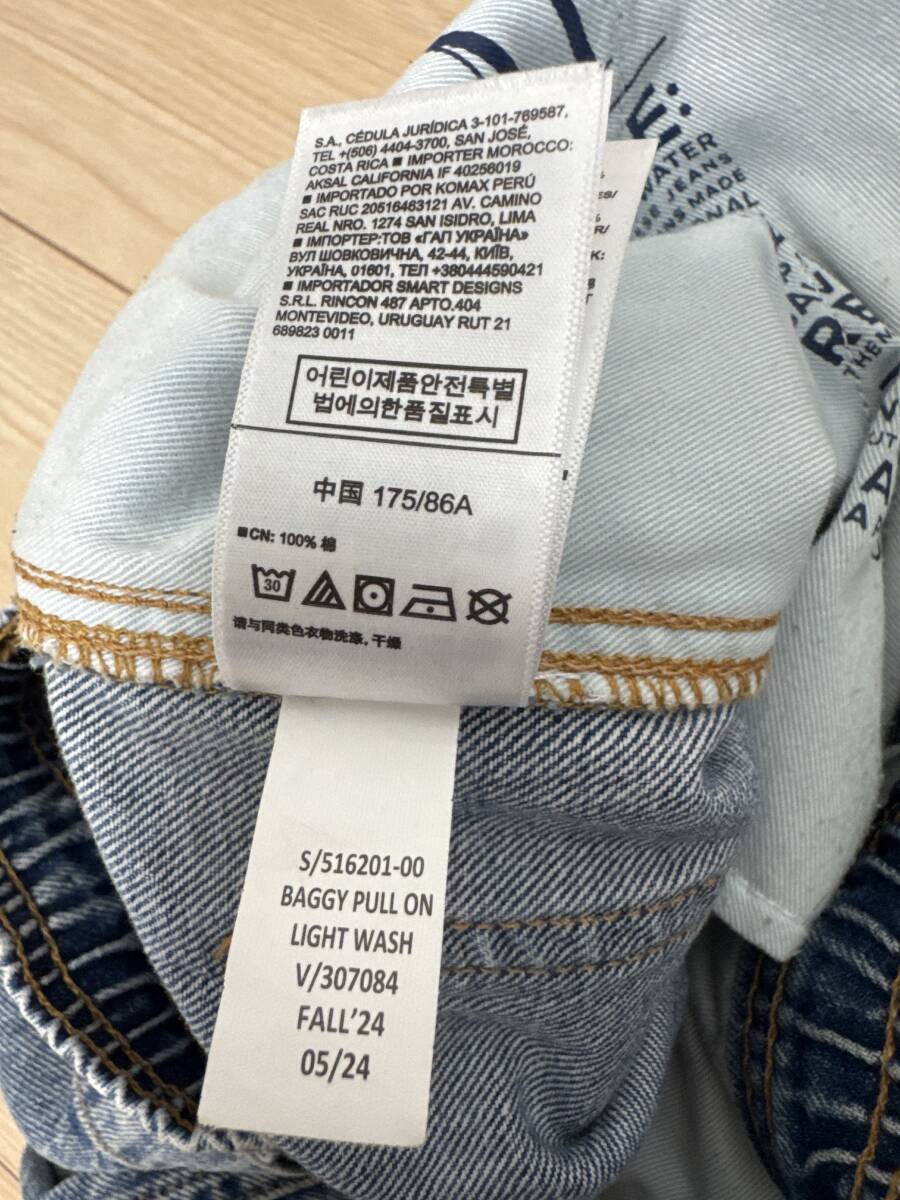 S.A., CÉDULA JURÍDICA 3-101-769587,
TEL +(506) 4404-3700, SAN JOSÉ,
COSTA RICA ■ IMPORTER MOROCCO:
AKSAL CALIFORNIA IF 40256019
■ IMPORTADO POR KOMAX PERÚ
SAC RUC 20516463121 AV. CAMINO
REAL NRO. 1274 SAN ISIDRO, LIMA
■ ІМПОРТЕР:ТОВ «ГАП УКРАЇНА»
ВУЛ ШОВКОВИЧНА, 42-44, КИЇВ,
УКРАЇНА, 01601, ТЕЛ +380444590421
■ IMPORTADOR SMART DESIGNS
S.R.L. RINCON 487 APTO.404
MONTEVIDEO, URUGUAY RUT 21
689823 0011
어린이제품안전특별
법에의한품질표시
中国 175/86A
■CN: 100% 棉
30
请与同类色衣物洗涤, 干燥
S/516201-00
BAGGY PULL ON
LIGHT WASH
V/307084
FALL'24
05/24
WATER
JEANS
MADE